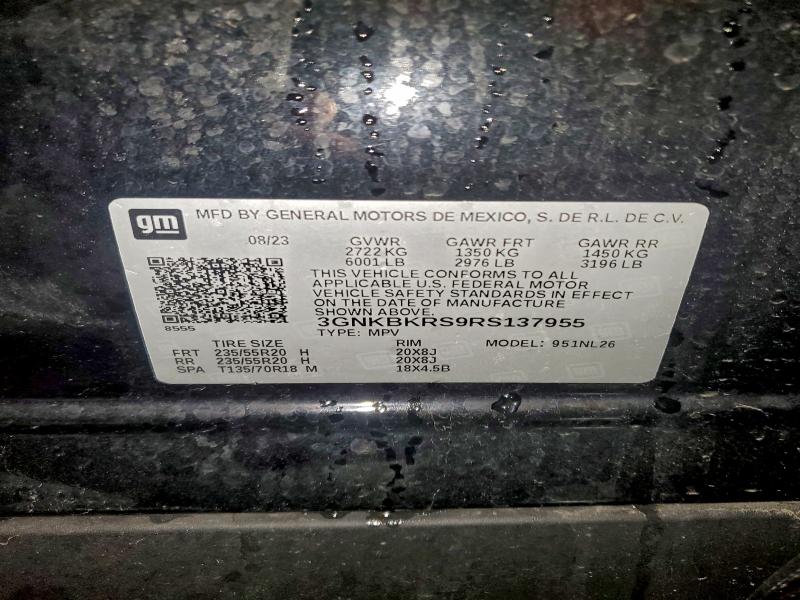 gm MFD BY GENERAL MOTORS DE MEXICO, S. DE R.L. DE C.V.
08/23 GVWR GAWR FRT GAWR RR
2722 KG 1350 KG 1450 KG
6001 LB 2976 LB 3196 LB
THIS VEHICLE CONFORMS TO ALL
APPLICABLE U.S. FEDERAL MOTOR
VEHICLE SAFETY STANDARDS IN EFFECT
ON THE DATE OF MANUFACTURE
SHOWN ABOVE.
8555 3GNKBKRS9RS137955
TYPE: MPV MODEL: 951NL26
TIRE SIZE RIM
FRT 235/55R20 H 20X8J
RR 235/55R20 H 20X8J
SPA T135/70R18 M 18X4.5B